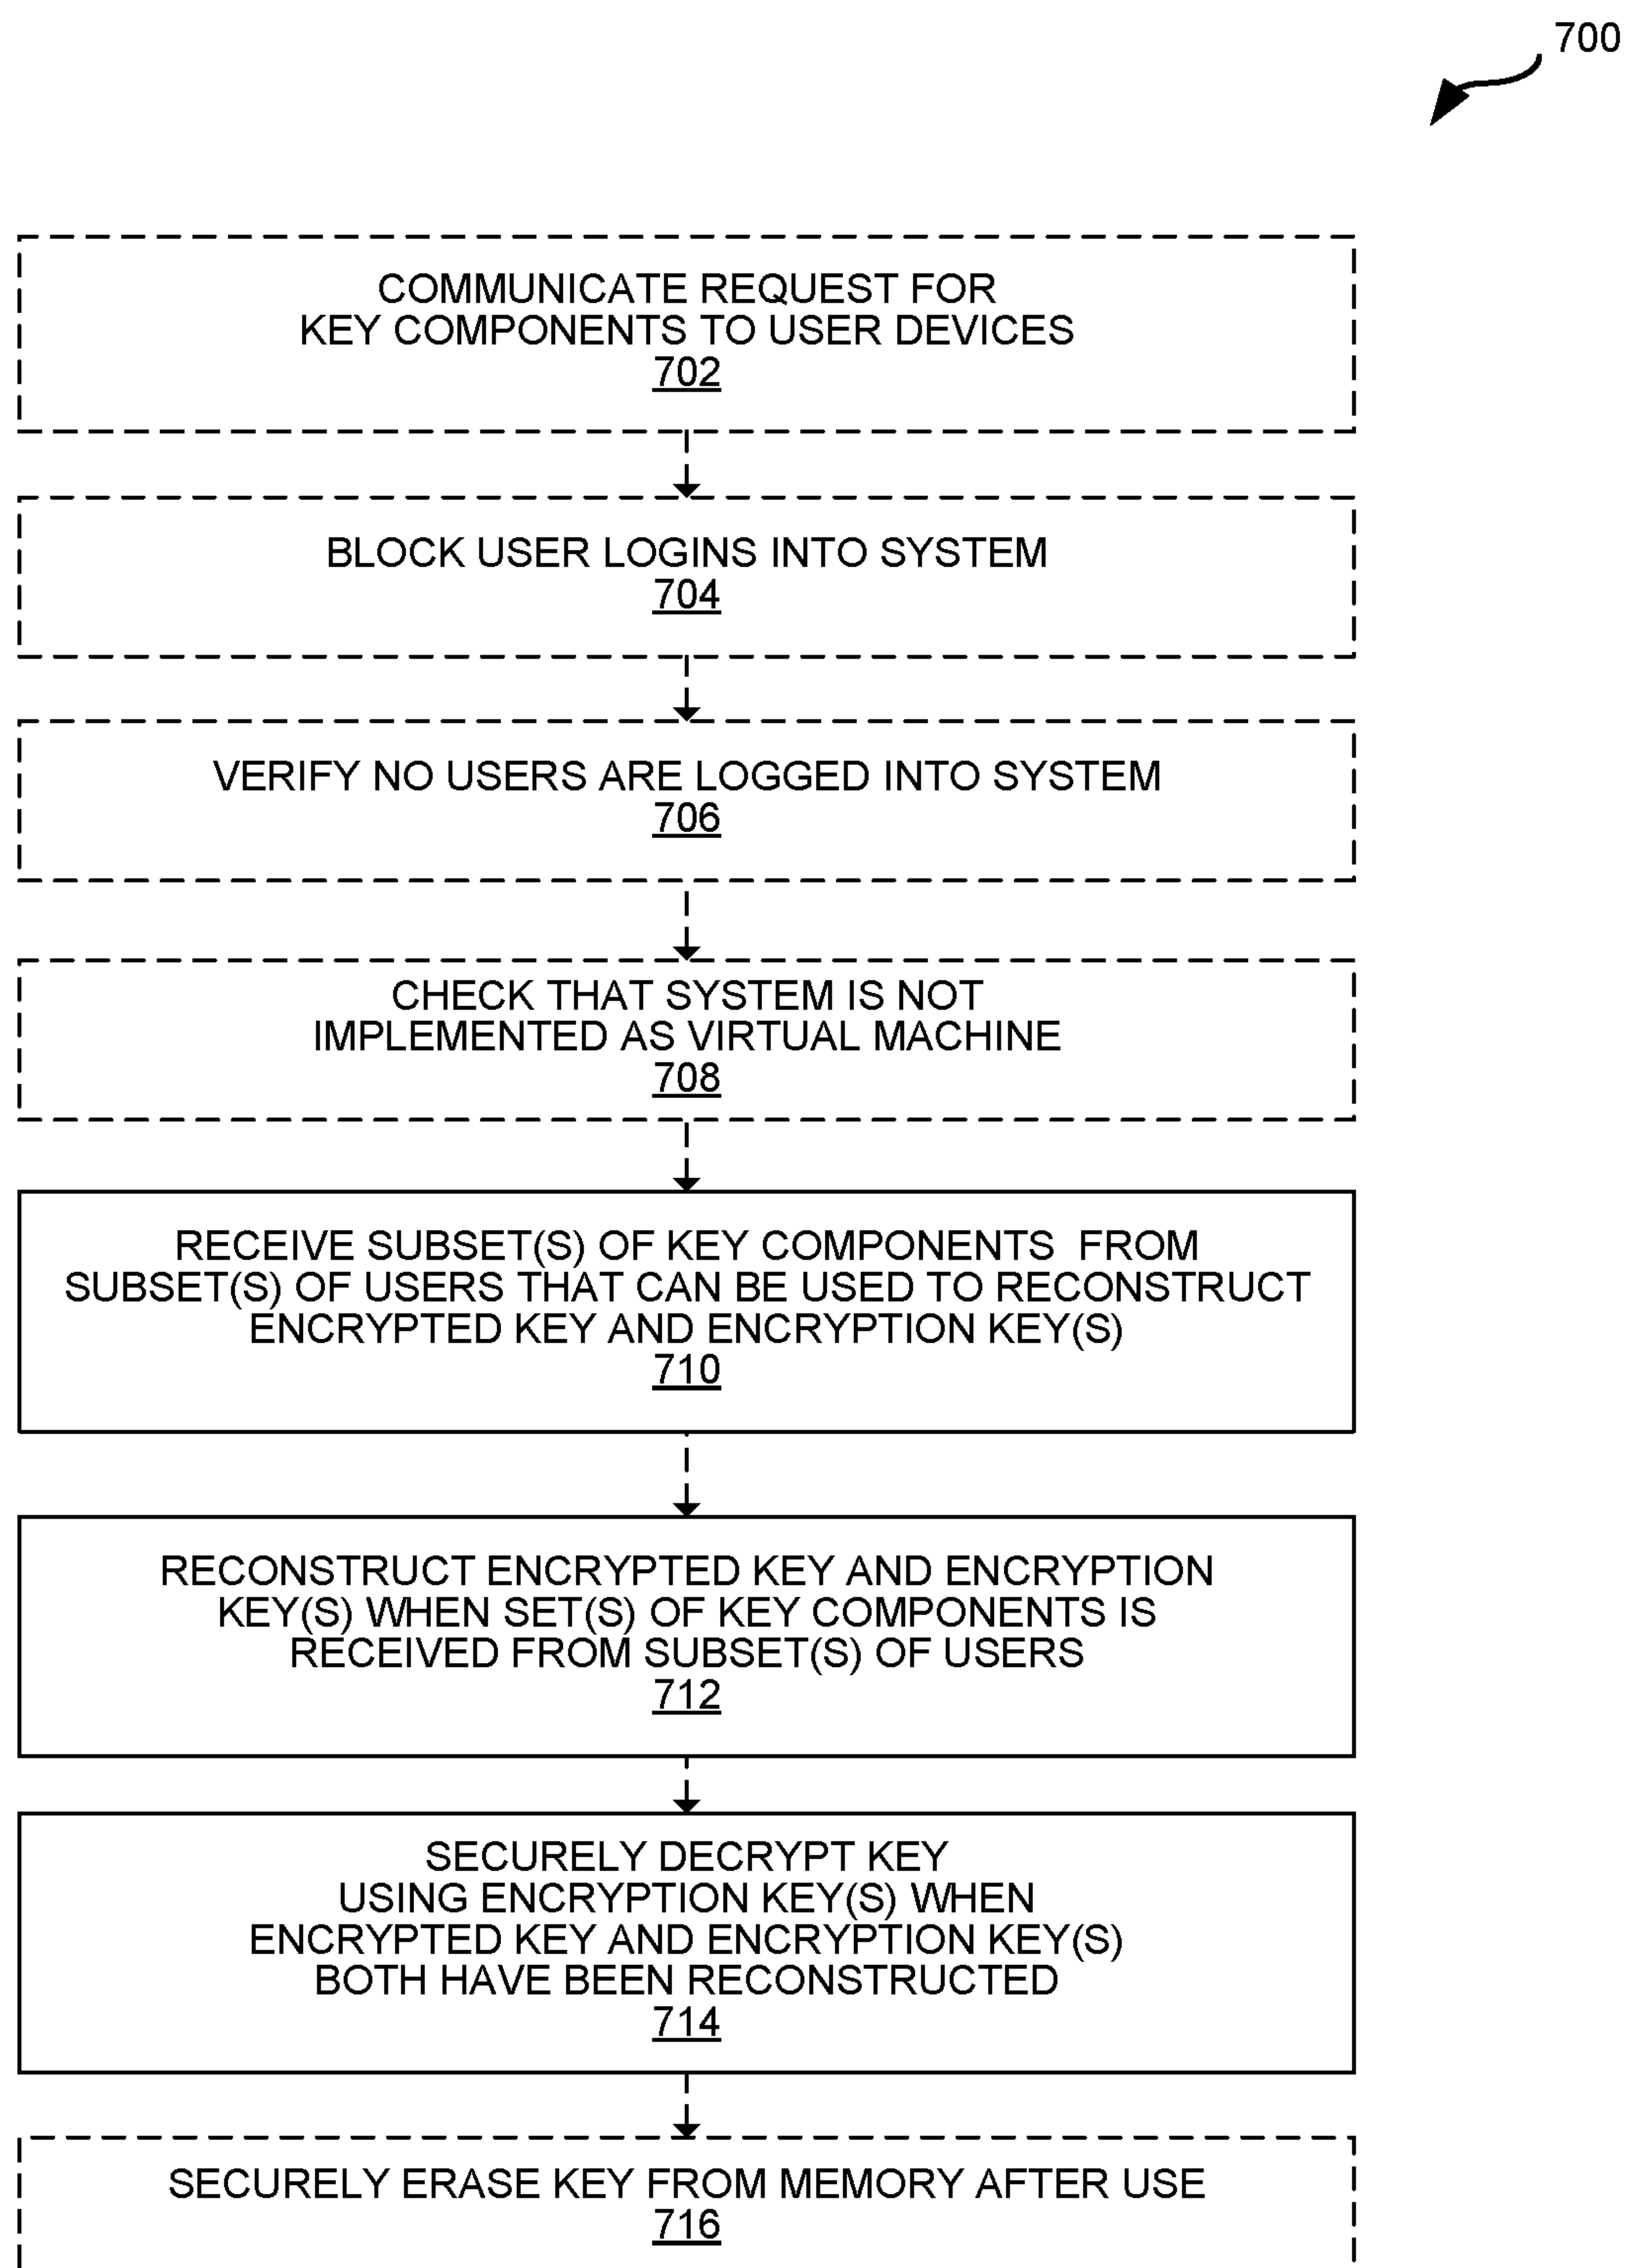 700
COMMUNICATE REQUEST FOR
KEY COMPONENTS TO USER DEVICES
702
BLOCK USER LOGINS INTO SYSTEM
704
VERIFY NO USERS ARE LOGGED INTO SYSTEM
706
CHECK THAT SYSTEM IS NOT
IMPLEMENTED AS VIRTUAL MACHINE
708
RECEIVE SUBSET(S) OF KEY COMPONENTS FROM
SUBSET(S) OF USERS THAT CAN BE USED TO RECONSTRUCT
ENCRYPTED KEY AND ENCRYPTION KEY(S)
710
RECONSTRUCT ENCRYPTED KEY AND ENCRYPTION
KEY(S) WHEN SET(S) OF KEY COMPONENTS IS
RECEIVED FROM SUBSET(S) OF USERS
712
SECURELY DECRYPT KEY
USING ENCRYPTION KEY(S) WHEN
ENCRYPTED KEY AND ENCRYPTION KEY(S)
BOTH HAVE BEEN RECONSTRUCTED
714
SECURELY ERASE KEY FROM MEMORY AFTER USE
716